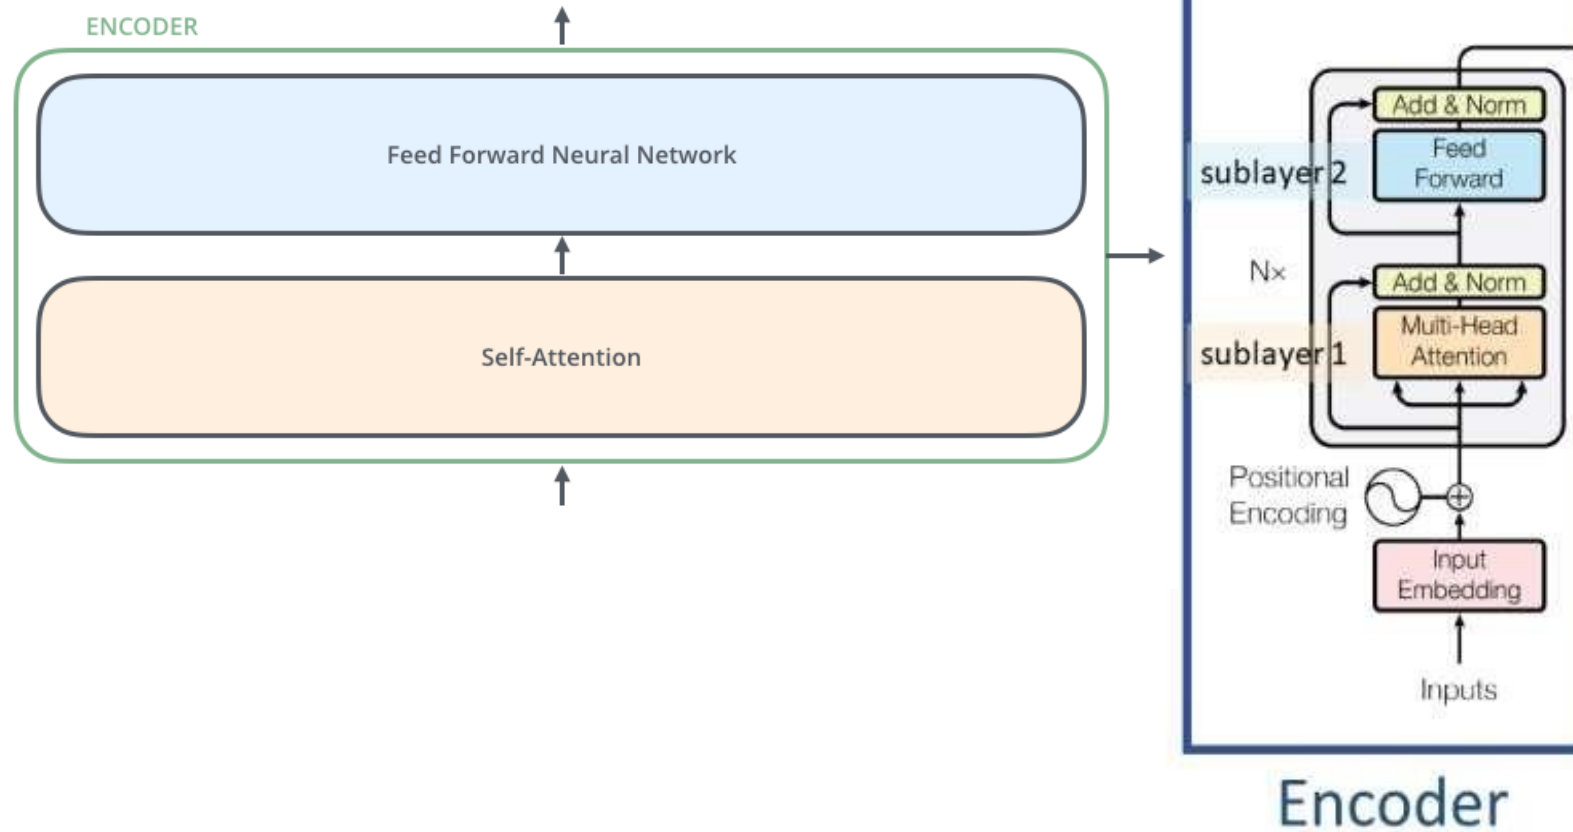 ENCODER
Feed Forward Neural Network
Self-Attention
Add & Norm
Feed
Forward
sublayer 2
Nx
Add & Norm
Multi-Head
Attention
sublayer 1
Positional
Encoding
Input
Embedding
Inputs
Encoder